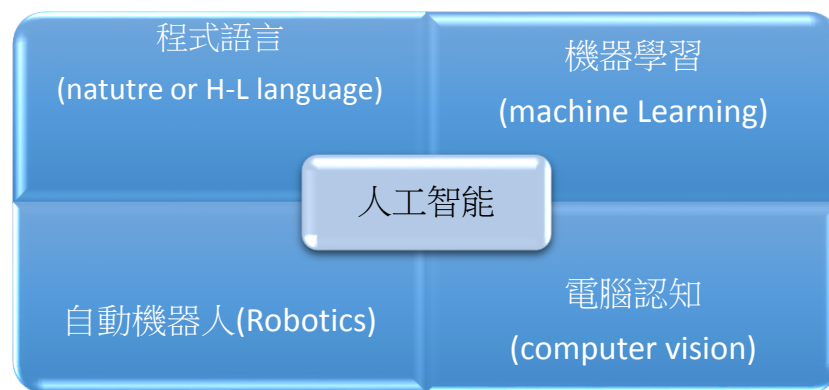 程式語言
(natutre or H-L language)
機器學習
(machine Learning)
人工智能
自動機器人(Robotics)
電腦認知
(computer vision)